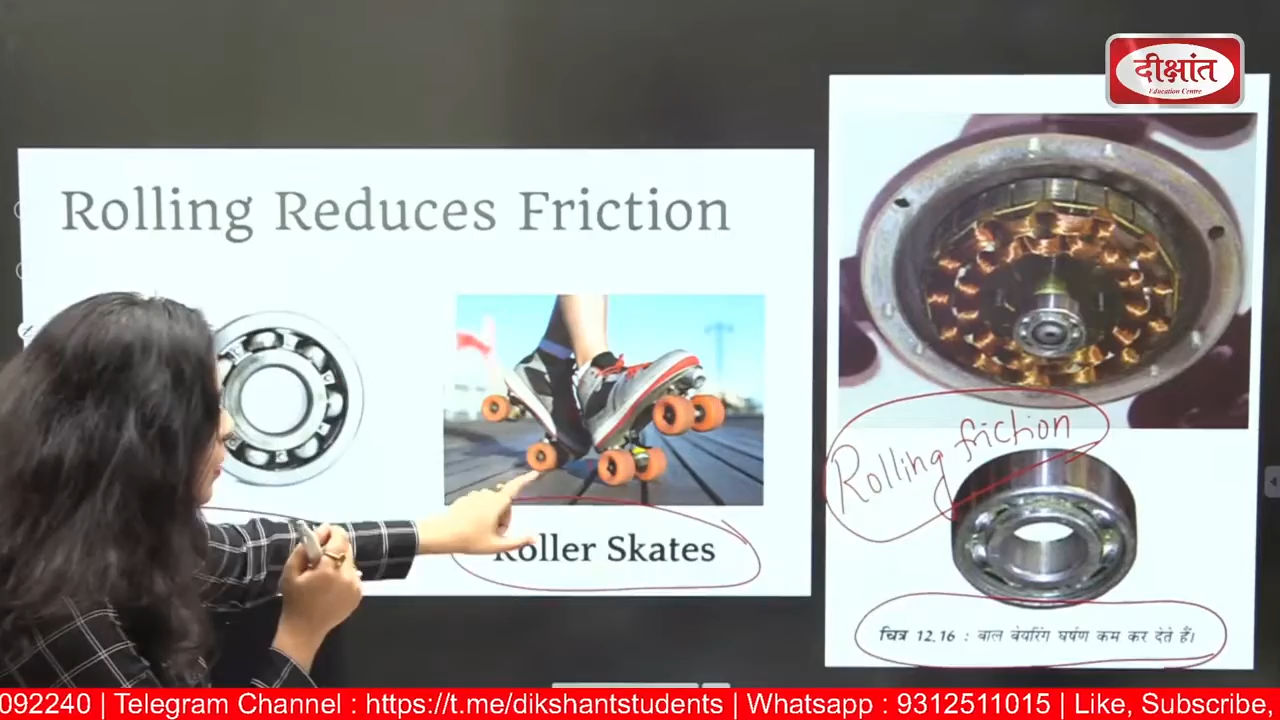 दीक्षांत
Education Centre
Rolling Reduces Friction
Roller Skates
Rolling friction
चित्र 12.16 : बाल बेयरिंग घर्षण कम कर देते हैं।
092240 | Telegram Channel : https://t.me/dikshantstudents | Whatsapp : 9312511015 | Like, Subscribe,